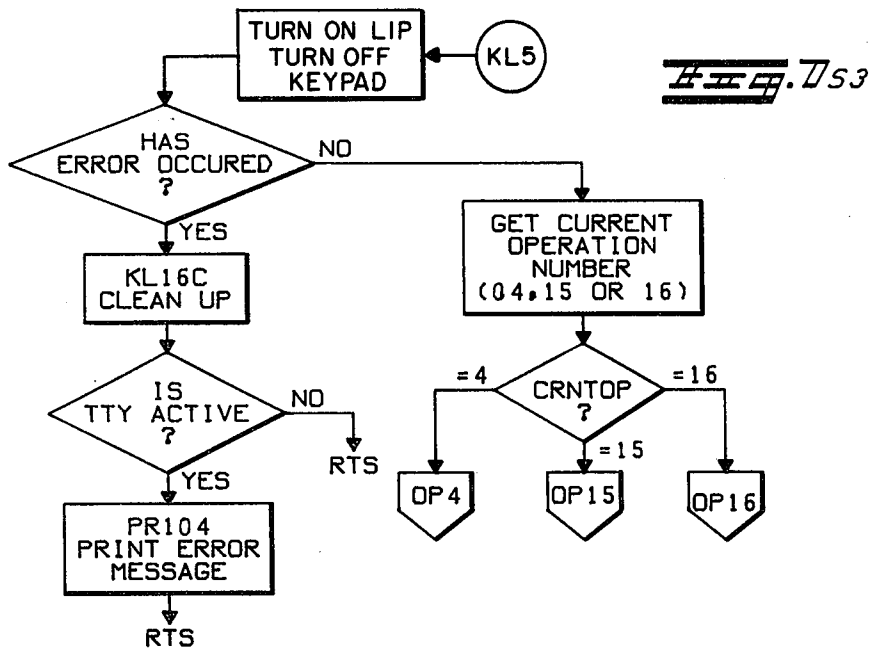 TURN ON LIP
TURN OFF
KEYPAD
KL5
Fig. 7s3
HAS
ERROR OCCURED
?
NO
YES
GET CURRENT
OPERATION
NUMBER
(04,15 OR 16)
KL16C
CLEAN UP
IS
TTY ACTIVE
?
NO
RTS
YES
=4
CRNTOP
?
=16
=15
OP4
OP15
OP16
PR104
PRINT ERROR
MESSAGE
RTS